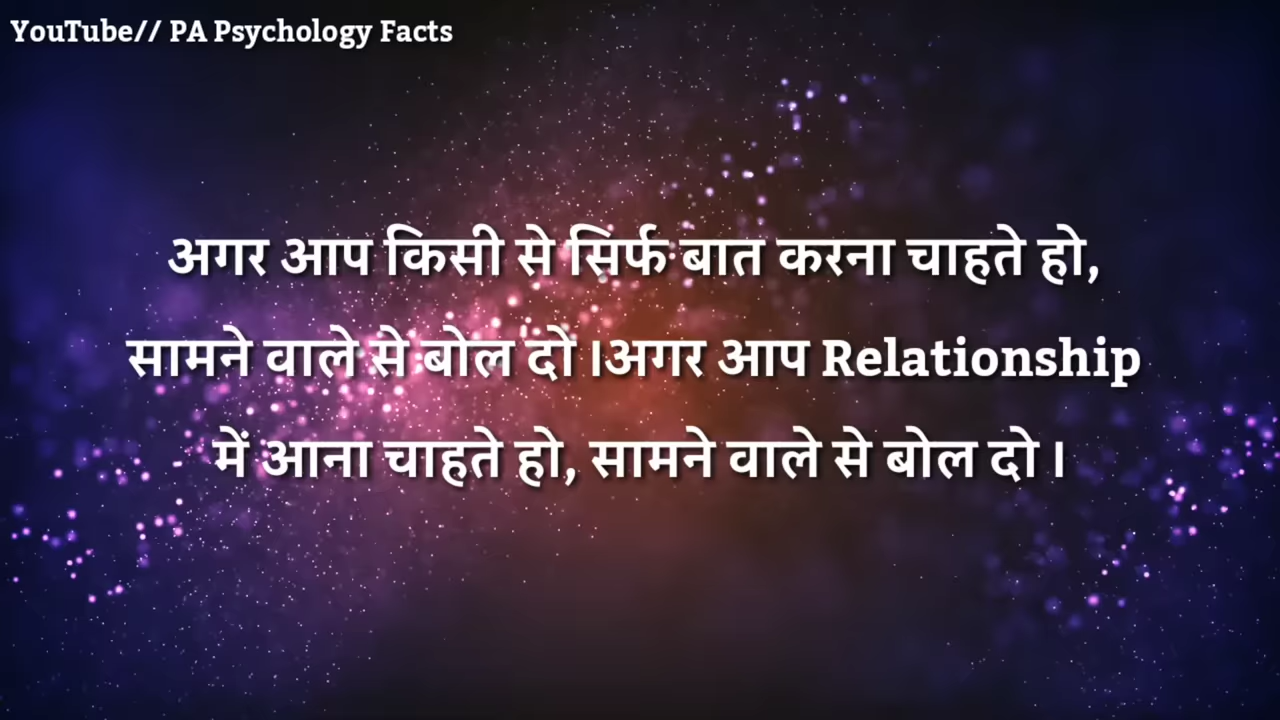 YouTube// PA Psychology Facts
अगर आप किसी से सिर्फ बात करना चाहते हो,
सामने वाले से बोल दो ।अगर आप Relationship
में आना चाहते हो, सामने वाले से बोल दो ।